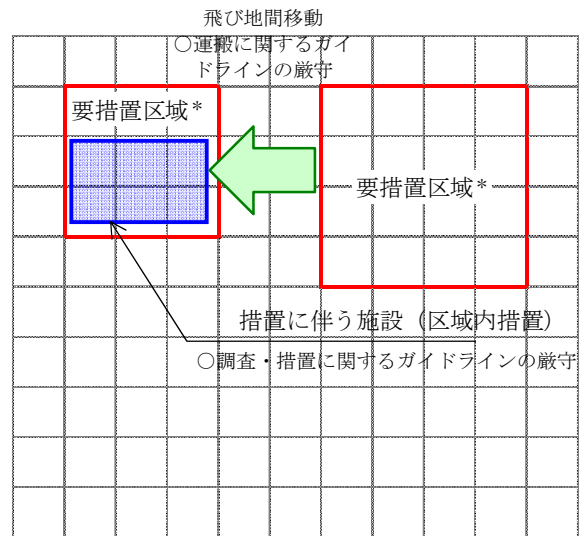 飛び地間移動
○運搬に関するガイ
ドラインの厳守
要措置区域*
要措置区域*
措置に伴う施設（区域内措置）
○調査・措置に関するガイドラインの厳守